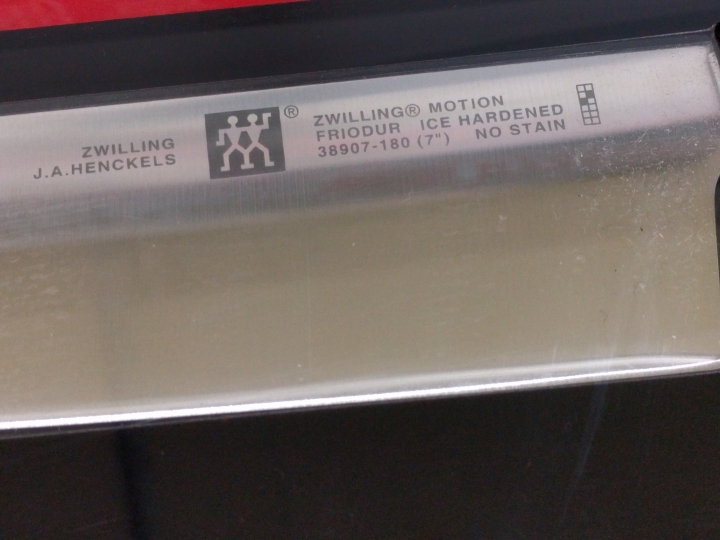 ZWILLING
J.A.HENCKELS
®
ZWILLING® MOTION
FRIODUR ICE HARDENED
38907-180 (7") NO STAIN